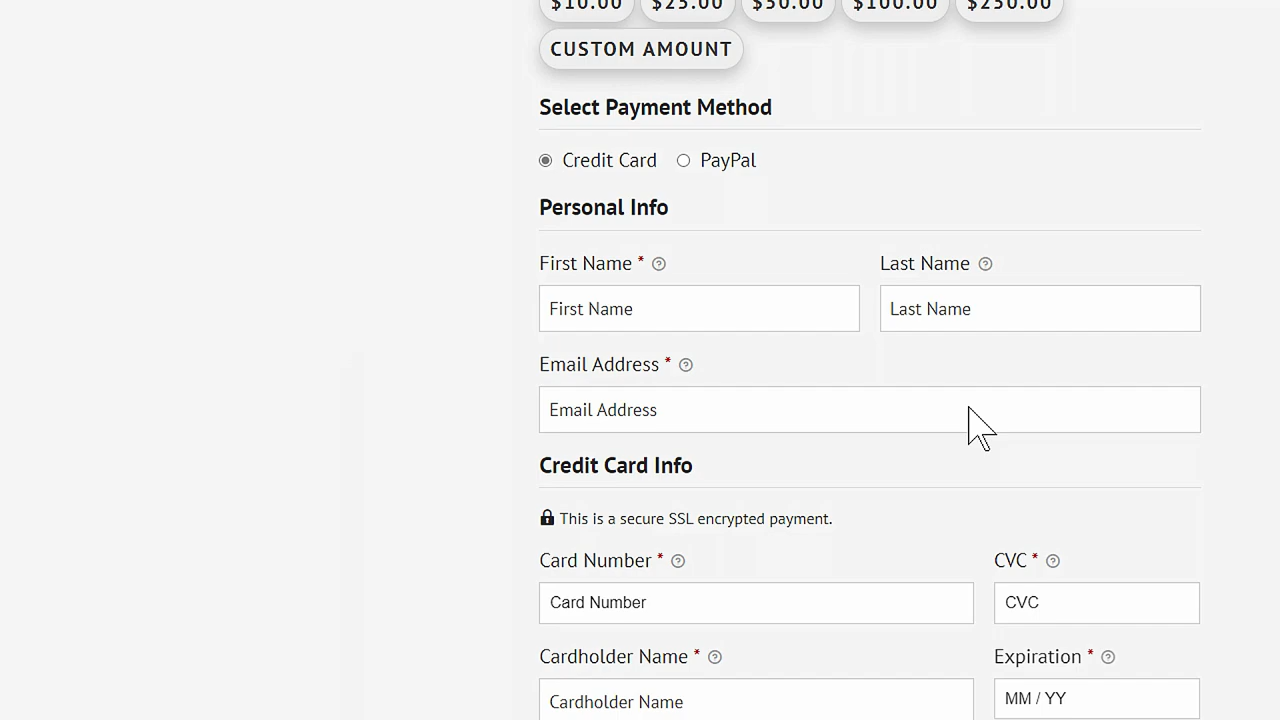 $10.00 $25.00 $50.00 $100.00 $250.00
CUSTOM AMOUNT
Select Payment Method
Credit Card PayPal
Personal Info
First Name * Last Name
First Name Last Name
Email Address *
Email Address
Credit Card Info
This is a secure SSL encrypted payment.
Card Number * CVC *
Card Number CVC
Cardholder Name * Expiration *
Cardholder Name MM / YY